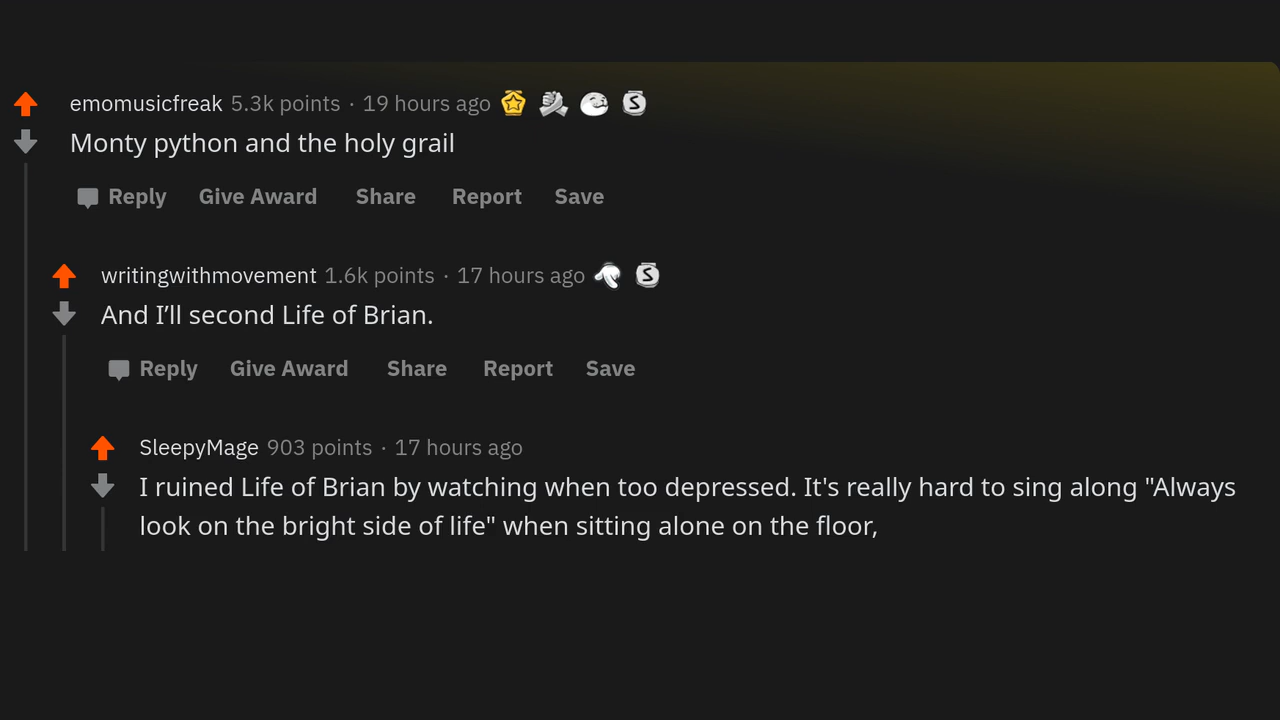 emomusicfreak 5.3k points · 19 hours ago S
Monty python and the holy grail
Reply Give Award Share Report Save
writingwithmovement 1.6k points · 17 hours ago S
And I’ll second Life of Brian.
Reply Give Award Share Report Save
SleepyMage 903 points · 17 hours ago
I ruined Life of Brian by watching when too depressed. It's really hard to sing along "Always
look on the bright side of life" when sitting alone on the floor,